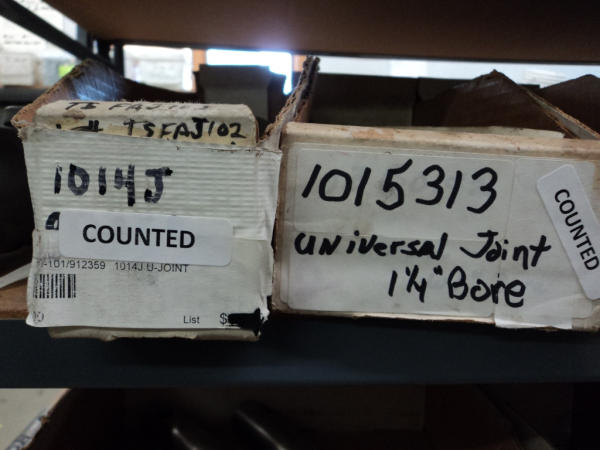 TSFAJ102
1014J
COUNTED
-101/912359 1014J U-JOINT
List $
1015313
universal Joint
1¼" Bore
COUNTED